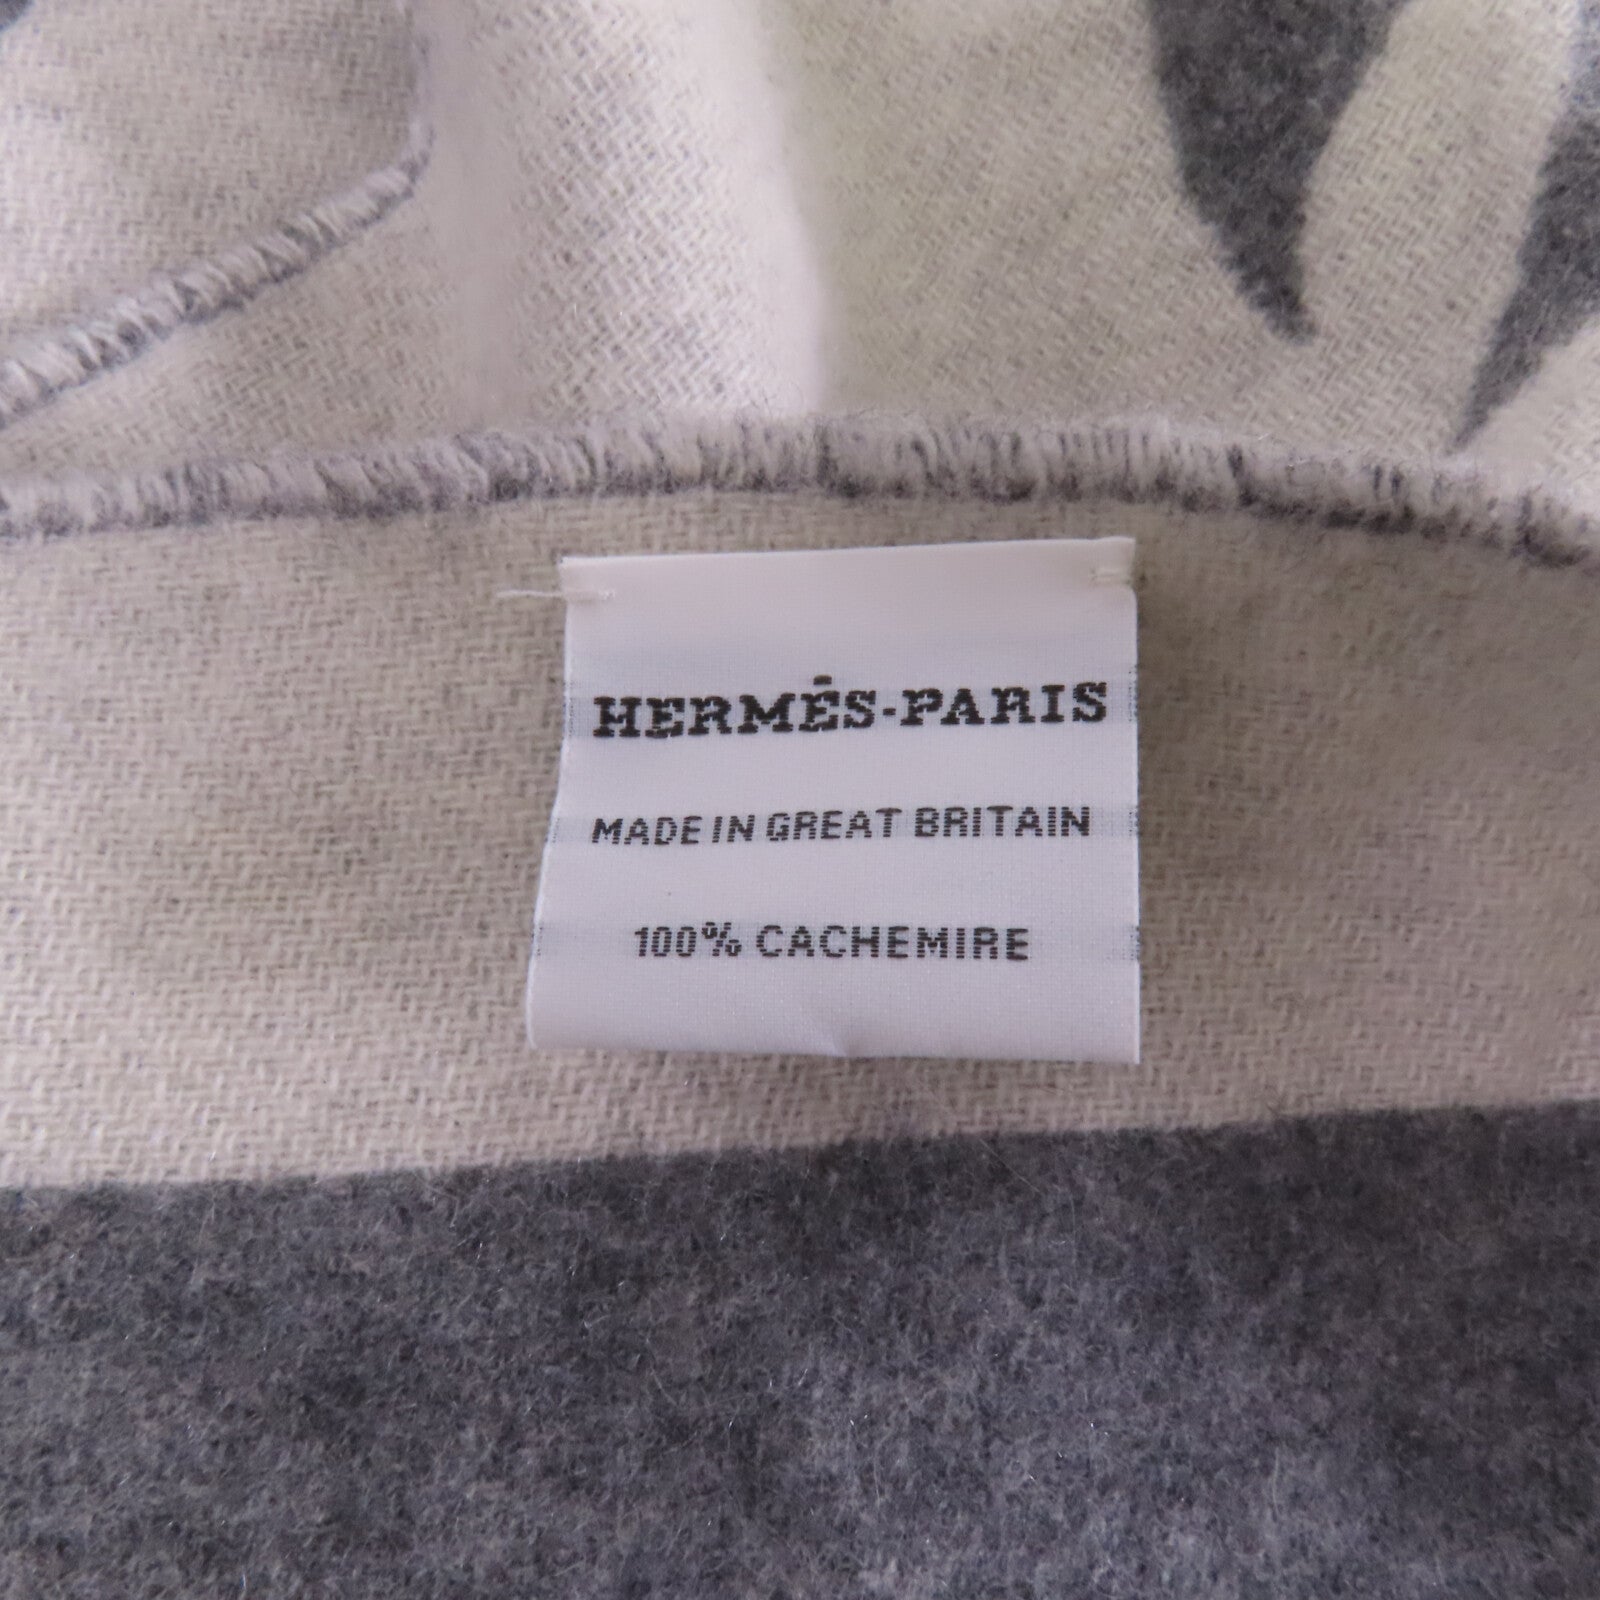 HERMÈS-PARIS
MADE IN GREAT BRITAIN
100% CACHEMIRE